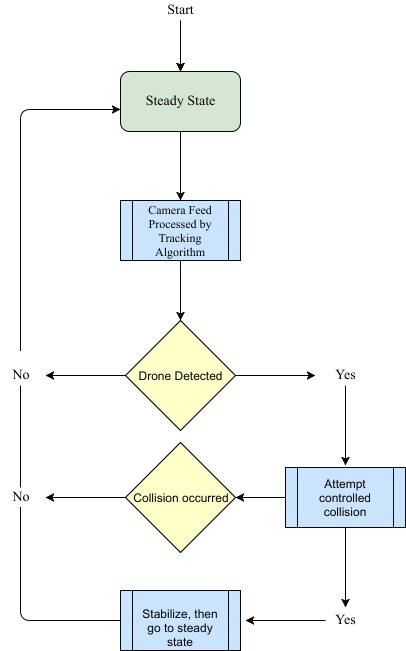 Start
Steady State
Camera Feed
Processed by
Tracking
Algorithm
No
Drone Detected
Yes
No
Collision occurred
Attempt
controlled
collision
Stabilize, then
go to steady
state
Yes